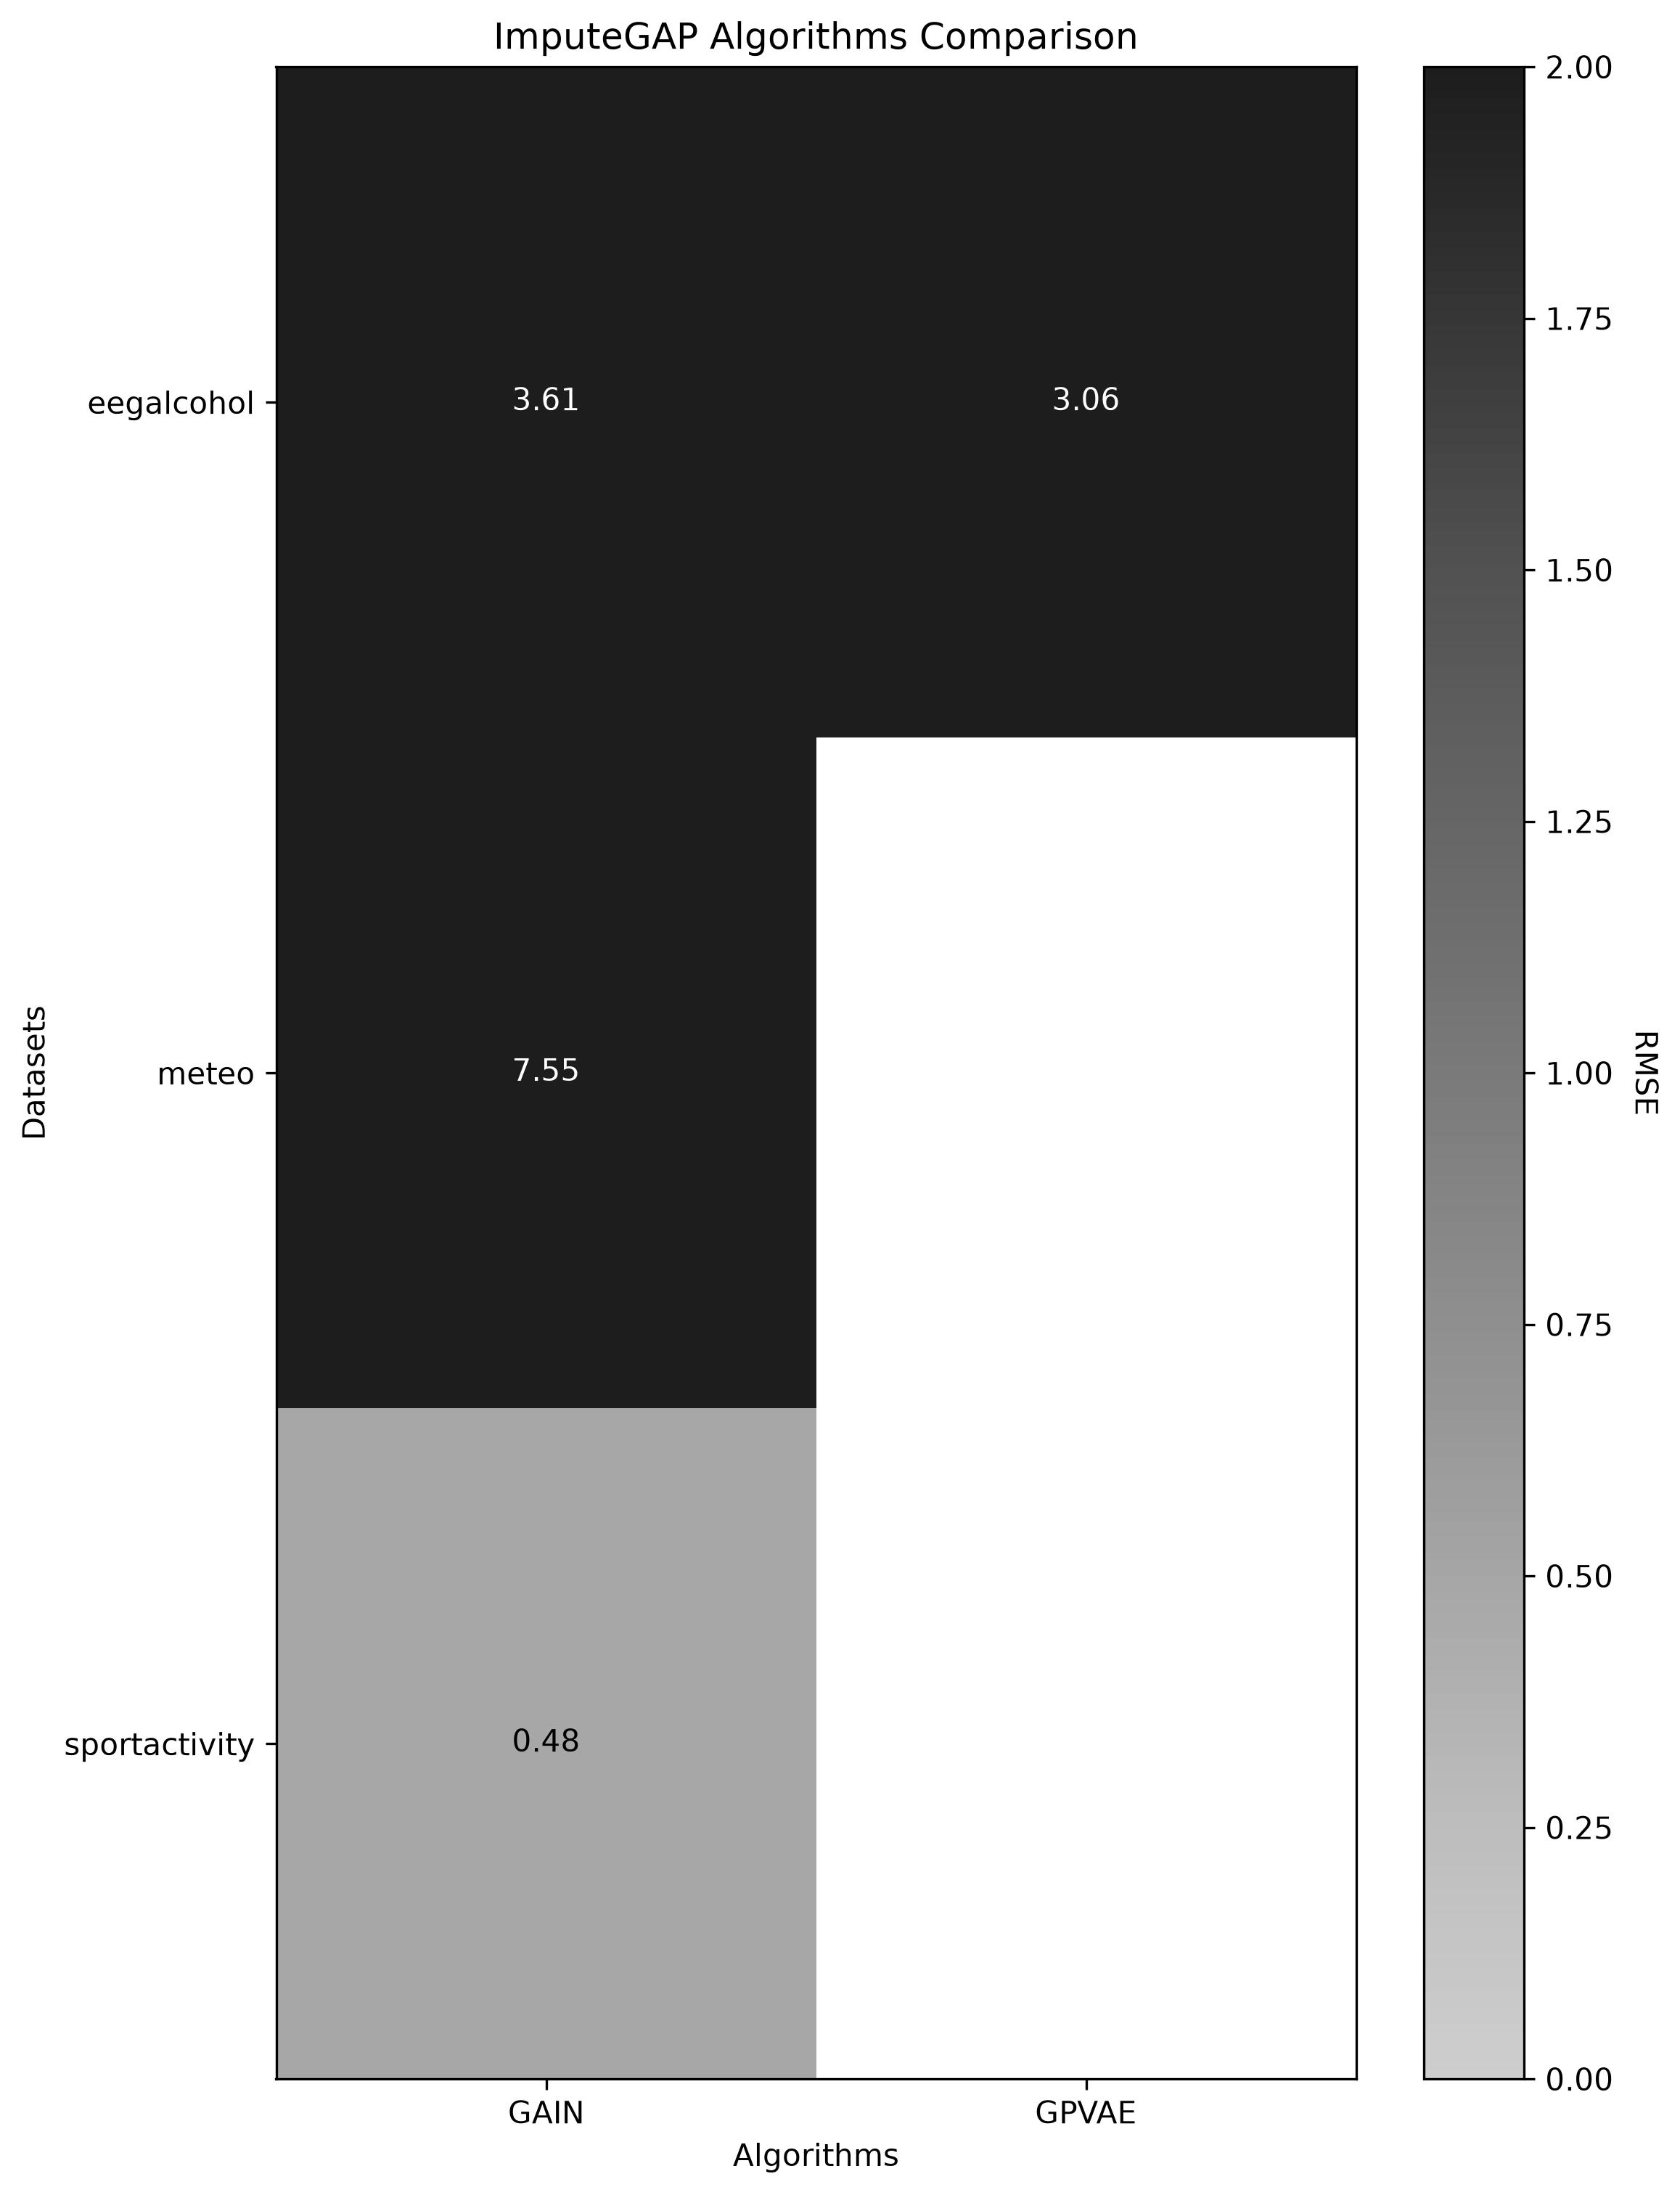 ImputeGAP Algorithms Comparison
2.00
1.75
eegalcohol
3.61
3.06
1.50
1.25
Datasets
meteo
7.55
1.00
RMSE
0.75
0.50
sportactivity
0.48
0.25
0.00
GAIN
GPVAE
Algorithms